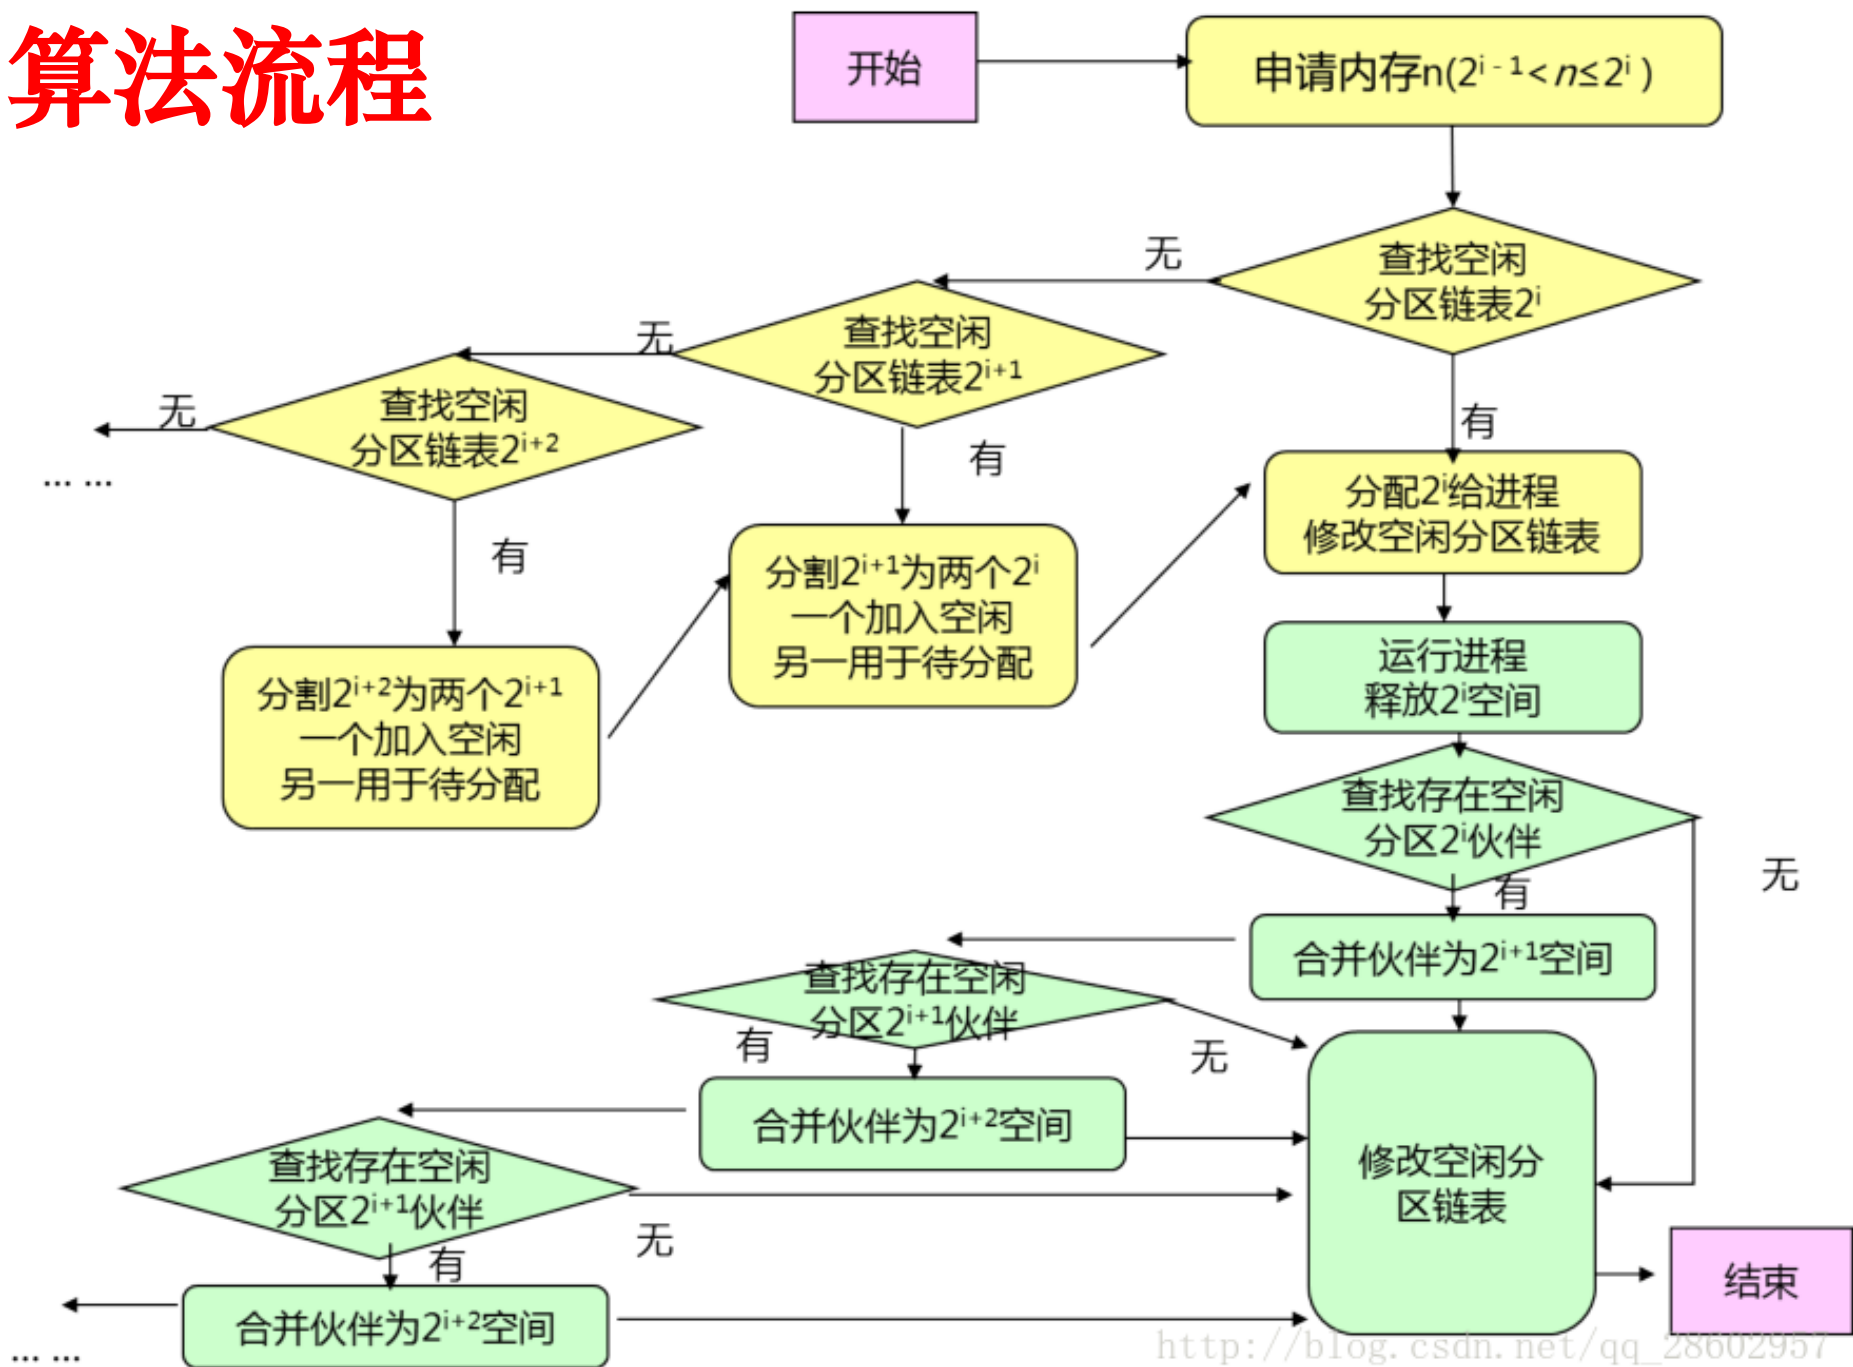 算法流程
开始
申请内存n(2ⁱ⁻¹<n≤2ⁱ )
查找空闲
分区链表2ⁱ
无
查找空闲
分区链表2ⁱ⁺¹
无
查找空闲
分区链表2ⁱ⁺²
无
... ...
有
有
有
分配2ⁱ给进程
修改空闲分区链表
分割2ⁱ⁺¹为两个2ⁱ
一个加入空闲
另一用于待分配
分割2ⁱ⁺²为两个2ⁱ⁺¹
一个加入空闲
另一用于待分配
运行进程
释放2ⁱ空间
查找存在空闲
分区2ⁱ伙伴
无
有
合并伙伴为2ⁱ⁺¹空间
查找存在空闲
分区2ⁱ⁺¹伙伴
有
无
合并伙伴为2ⁱ⁺²空间
查找存在空闲
分区2ⁱ⁺¹伙伴
无
有
合并伙伴为2ⁱ⁺²空间
... ...
修改空闲分
区链表
结束
http://blog.csdn.net/qq_28602957